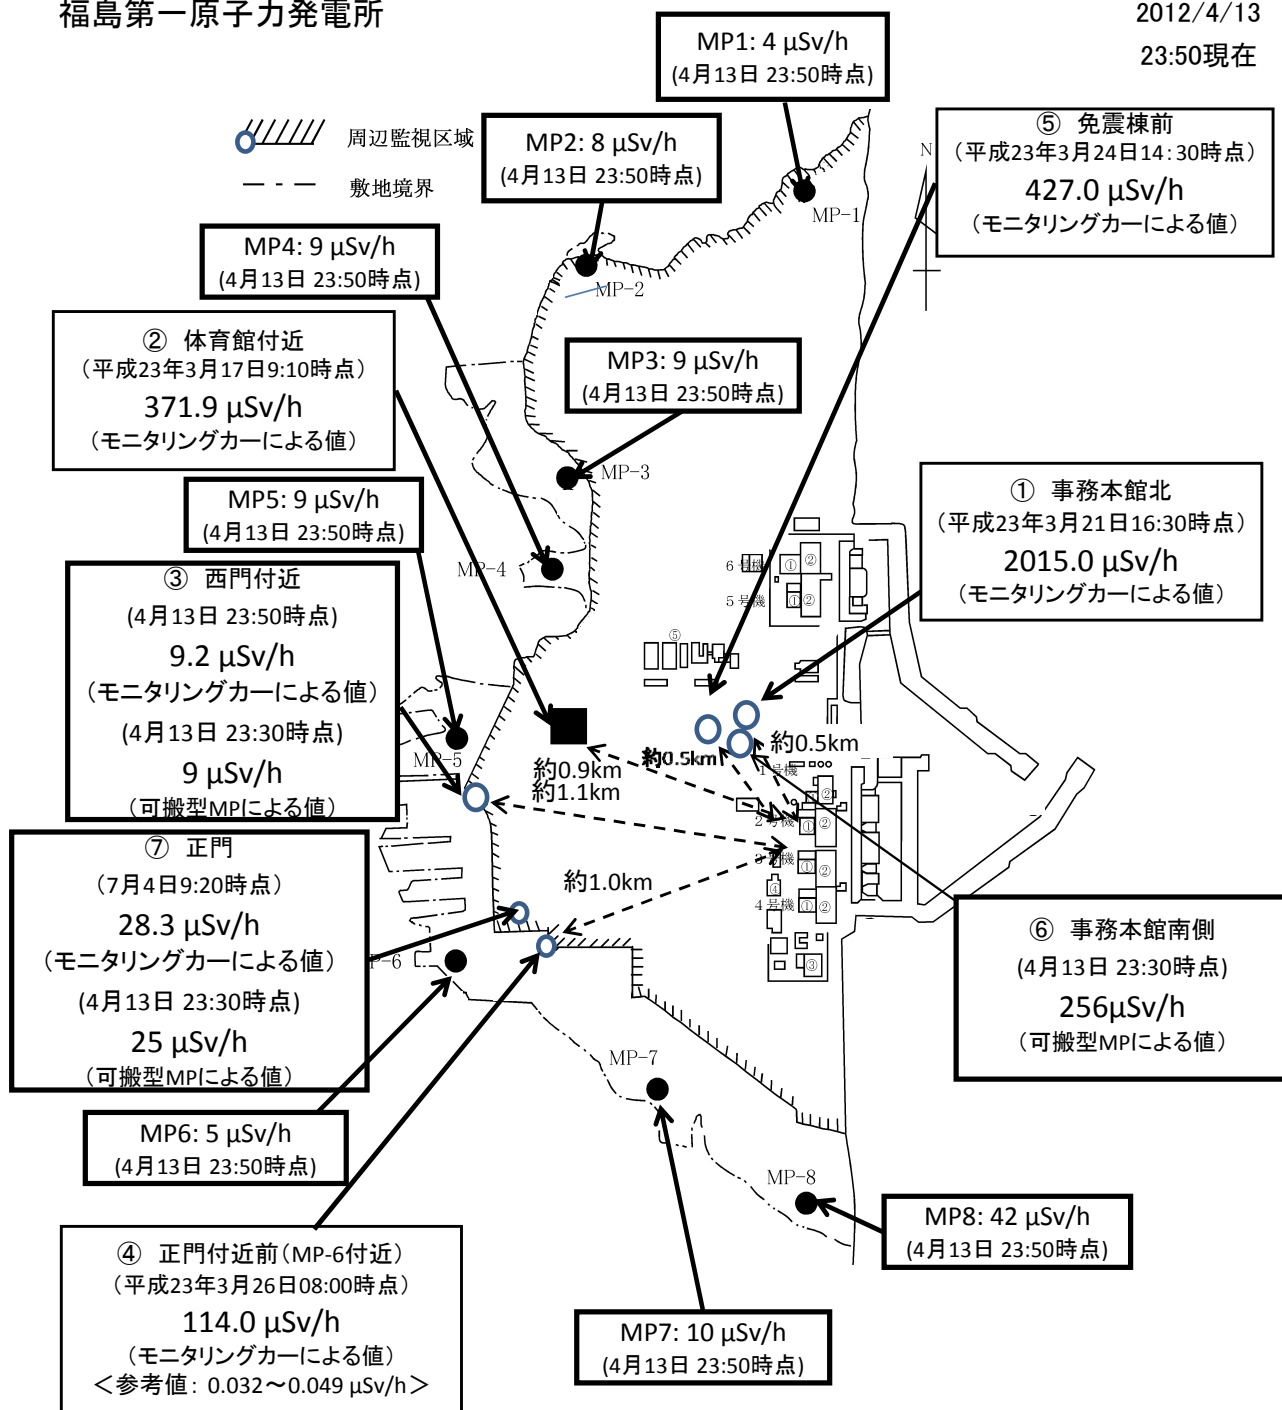 福島第一原子力発電所
2012/4/13
23:50現在
周辺監視区域
敷地境界
MP1: 4 μSv/h
(4月13日 23:50時点)
MP2: 8 μSv/h
(4月13日 23:50時点)
⑤ 免震棟前
(平成23年3月24日14:30時点)
427.0 μSv/h
(モニタリングカーによる値)
N
MP-1
MP4: 9 μSv/h
(4月13日 23:50時点)
MP-2
② 体育館付近
(平成23年3月17日9:10時点)
371.9 μSv/h
(モニタリングカーによる値)
MP3: 9 μSv/h
(4月13日 23:50時点)
MP-3
① 事務本館北
(平成23年3月21日16:30時点)
2015.0 μSv/h
(モニタリングカーによる値)
MP5: 9 μSv/h
(4月13日 23:50時点)
MP-4
6号機
①
②
5号機
①
②
③ 西門付近
(4月13日 23:50時点)
9.2 μSv/h
(モニタリングカーによる値)
(4月13日 23:30時点)
9 μSv/h
(可搬型MPによる値)
⑤
MP-5
約0.9km
約1.1km
約0.5km
約0.5km
1号機
②
2号機
①
②
3号機
①
②
④
4号機
①
②
③
約1.0km
⑦ 正門
(7月4日9:20時点)
28.3 μSv/h
(モニタリングカーによる値)
(4月13日 23:30時点)
25 μSv/h
(可搬型MPによる値)
P-6
⑥ 事務本館南側
(4月13日 23:30時点)
256μSv/h
(可搬型MPによる値)
MP-7
MP6: 5 μSv/h
(4月13日 23:50時点)
MP-8
MP8: 42 μSv/h
(4月13日 23:50時点)
④ 正門付近前(MP-6付近)
(平成23年3月26日08:00時点)
114.0 μSv/h
(モニタリングカーによる値)
＜参考値: 0.032～0.049 μSv/h＞
MP7: 10 μSv/h
(4月13日 23:50時点)